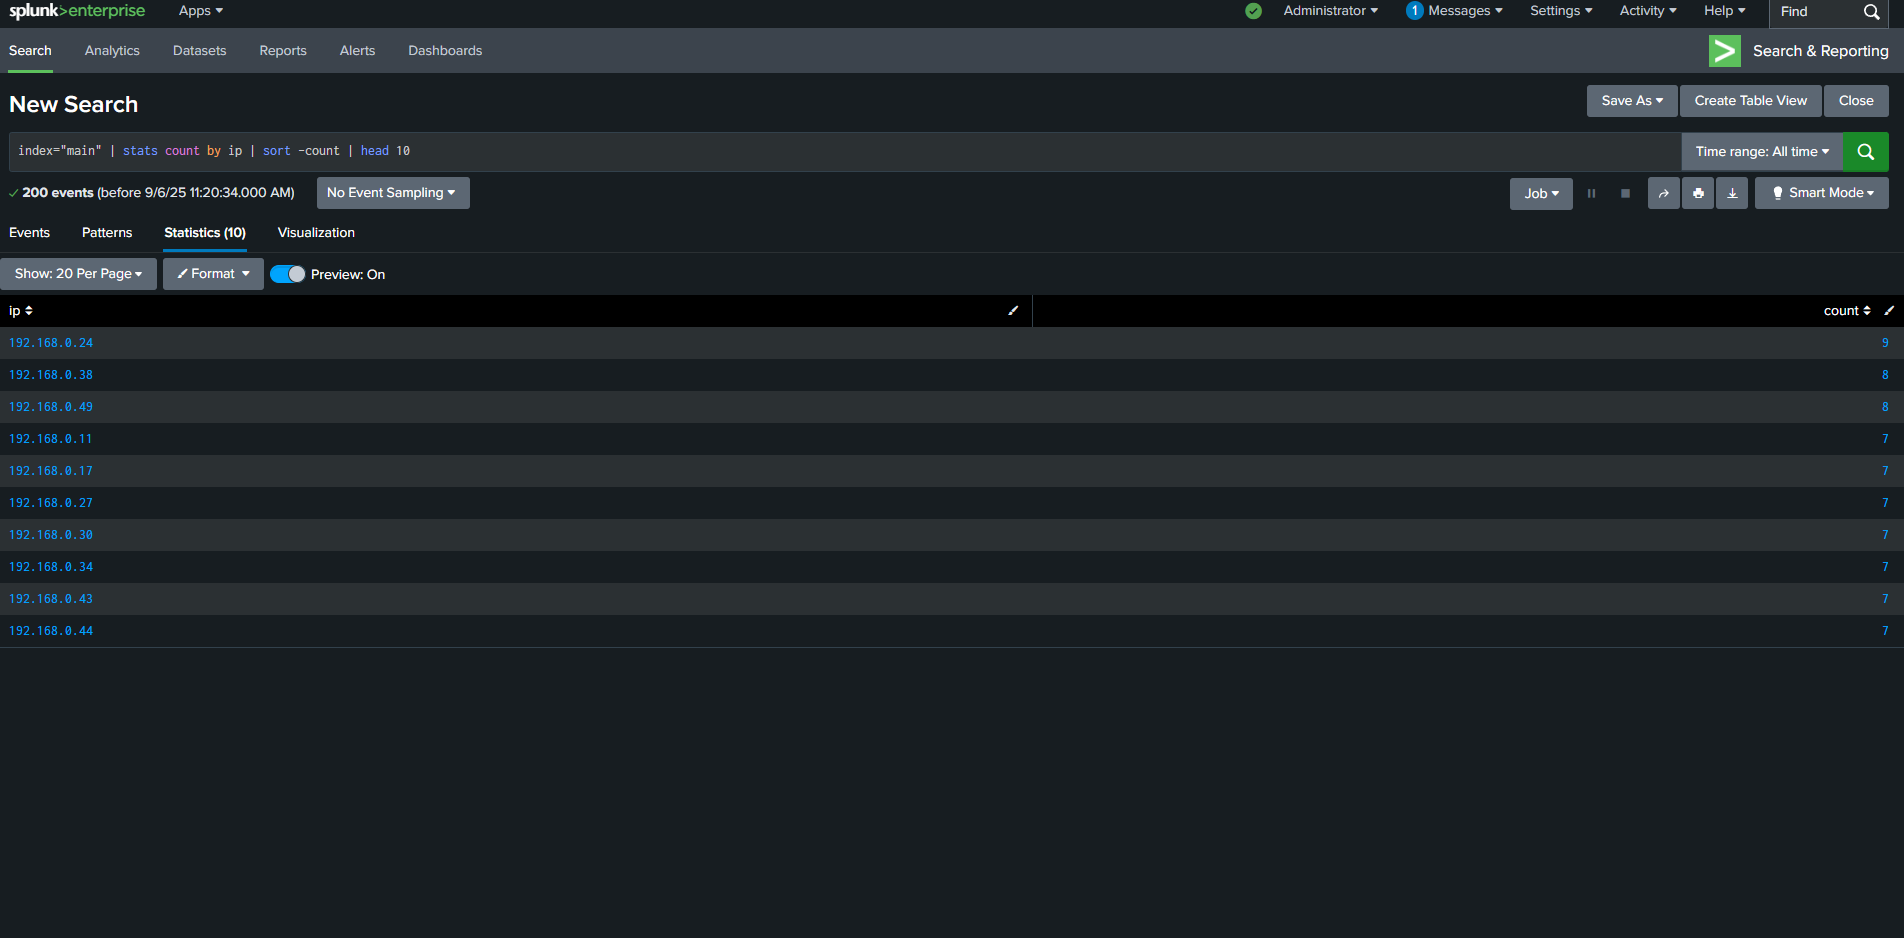 splunk>enterprise Apps Administrator 1 Messages Settings Activity Help Find
Search Analytics Datasets Reports Alerts Dashboards > Search & Reporting
New Search Save As Create Table View Close
index="main" | stats count by ip | sort -count | head 10 Time range: All time
200 events (before 9/6/25 11:20:34.000 AM) No Event Sampling Job Smart Mode
Events Patterns Statistics (10) Visualization
Show: 20 Per Page Format Preview: On
ip count
192.168.0.24 9
192.168.0.38 8
192.168.0.49 8
192.168.0.11 7
192.168.0.17 7
192.168.0.27 7
192.168.0.30 7
192.168.0.34 7
192.168.0.43 7
192.168.0.44 7